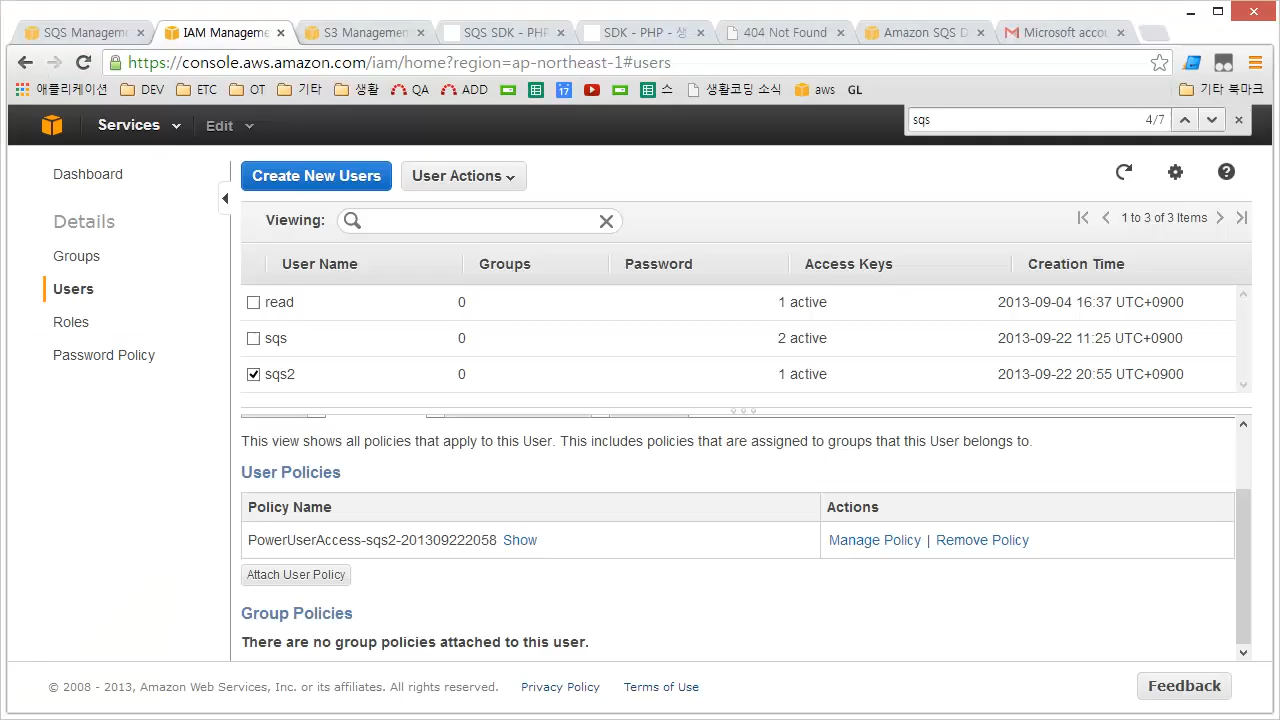 SQS Manageme
IAM Manageme
S3 Managemen
SQS SDK - PHP
SDK - PHP - 생
404 Not Found
Amazon SQS D
Microsoft accou
https://console.aws.amazon.com/iam/home?region=ap-northeast-1#users
애플리케이션 DEV ETC OT 기타 생활 QA ADD 17 스 생활코딩 소식 aws GL 기타 북마크
Services Edit
sqs 4/7
Dashboard
Details
Groups
Users
Roles
Password Policy
Create New Users User Actions
Viewing: 1 to 3 of 3 Items
User Name Groups Password Access Keys Creation Time
read 0 1 active 2013-09-04 16:37 UTC+0900
sqs 0 2 active 2013-09-22 11:25 UTC+0900
sqs2 0 1 active 2013-09-22 20:55 UTC+0900
This view shows all policies that apply to this User. This includes policies that are assigned to groups that this User belongs to.
User Policies
Policy Name Actions
PowerUserAccess-sqs2-201309222058 Show Manage Policy | Remove Policy
Attach User Policy
Group Policies
There are no group policies attached to this user.
© 2008 - 2013, Amazon Web Services, Inc. or its affiliates. All rights reserved. Privacy Policy Terms of Use Feedback